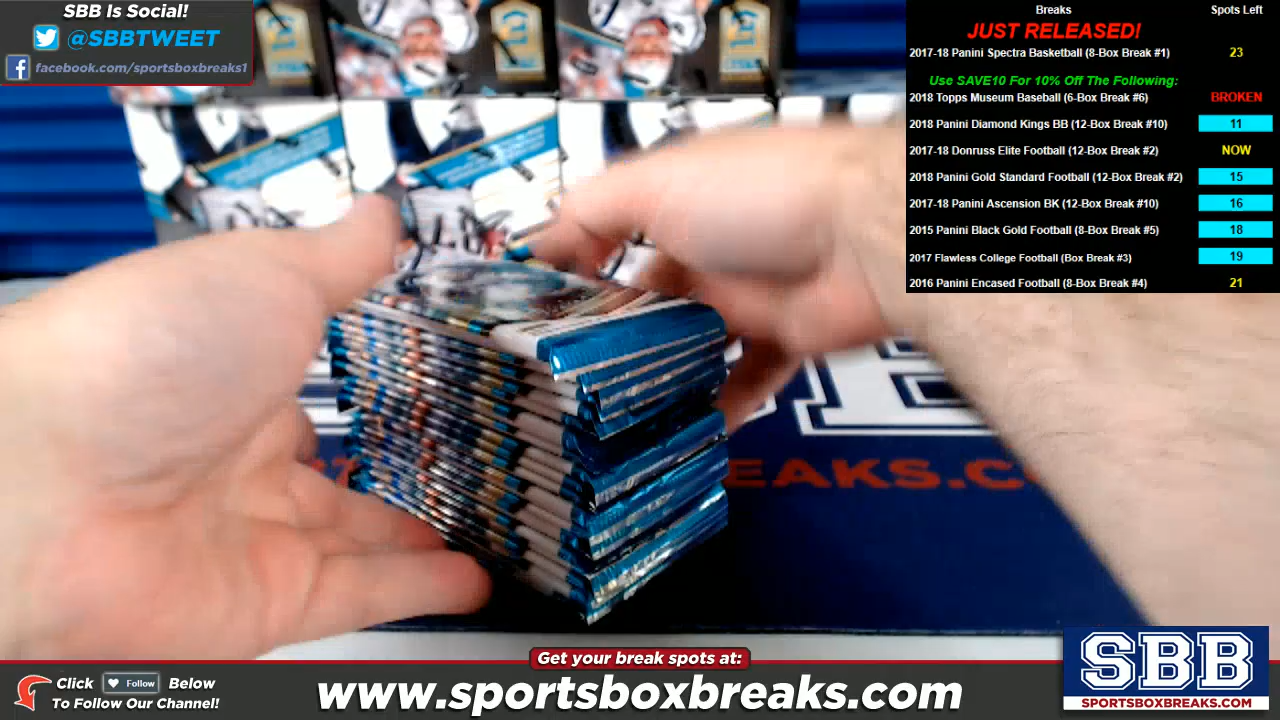 SBB Is Social!
@SBBTWEET
facebook.com/sportsboxbreaks1
Breaks Spots Left
JUST RELEASED!
2017-18 Panini Spectra Basketball (8-Box Break #1) 23
Use SAVE10 For 10% Off The Following:
2018 Topps Museum Baseball (6-Box Break #6) BROKEN
2018 Panini Diamond Kings BB (12-Box Break #10) 11
2017-18 Donruss Elite Football (12-Box Break #2) NOW
2018 Panini Gold Standard Football (12-Box Break #2) 15
2017-18 Panini Ascension BK (12-Box Break #10) 16
2015 Panini Black Gold Football (8-Box Break #5) 18
2017 Flawless College Football (Box Break #3) 19
2016 Panini Encased Football (8-Box Break #4) 21
EAKS.C
Get your break spots at:
Click Follow Below
To Follow Our Channel!
www.sportsboxbreaks.com
SBB
SPORTSBOXBREAKS.COM